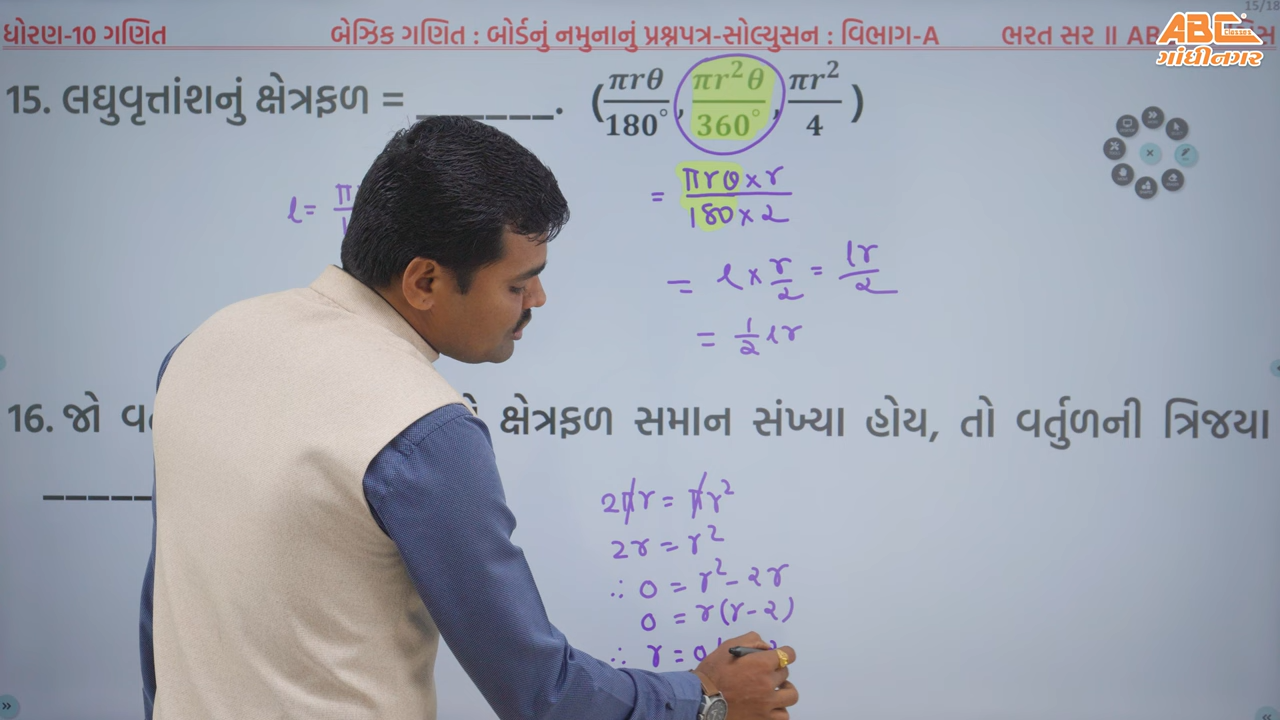 15/18
ધોરણ-10 ગણિત બેઝિક ગણિત : બોર્ડનું નમુનાનું પ્રશ્નપત્ર-સોલ્યુસન : વિભાગ-A ભરત સર ॥ AB
ABC Classes
ગાંધીનગર
15. લઘુવૃત્તાંશનું ક્ષેત્રફળ = ______. (πrθ/180°, πr²θ/360°, πr²/4)
l = π
= πrθ×r/180×2
= l × r/2 = lr/2
= 1/2 lr
16. જો ક્ષેત્રફળ સમાન સંખ્યા હોય, તો વર્તુળની ત્રિજયા
2πr = πr²
2r = r²
∴ 0 = r² - 2r
0 = r(r-2)
∴ r = 0